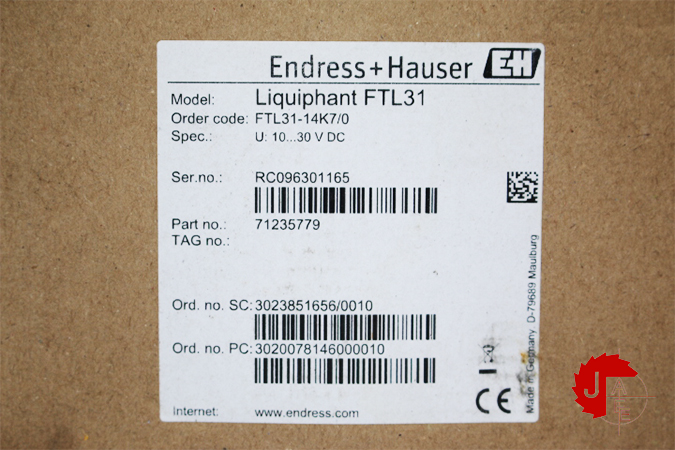 Endress+Hauser EH
Model: Liquiphant FTL31
Order code: FTL31-14K7/0
Spec.: U: 10...30 V DC
Ser.no.: RC096301165
Part no.: 71235779
TAG no.:
Ord. no. SC: 3023851656/0010
Ord. no. PC: 3020078146000010
Internet: www.endress.com
CE
Made in Germany D-79689 Maulburg